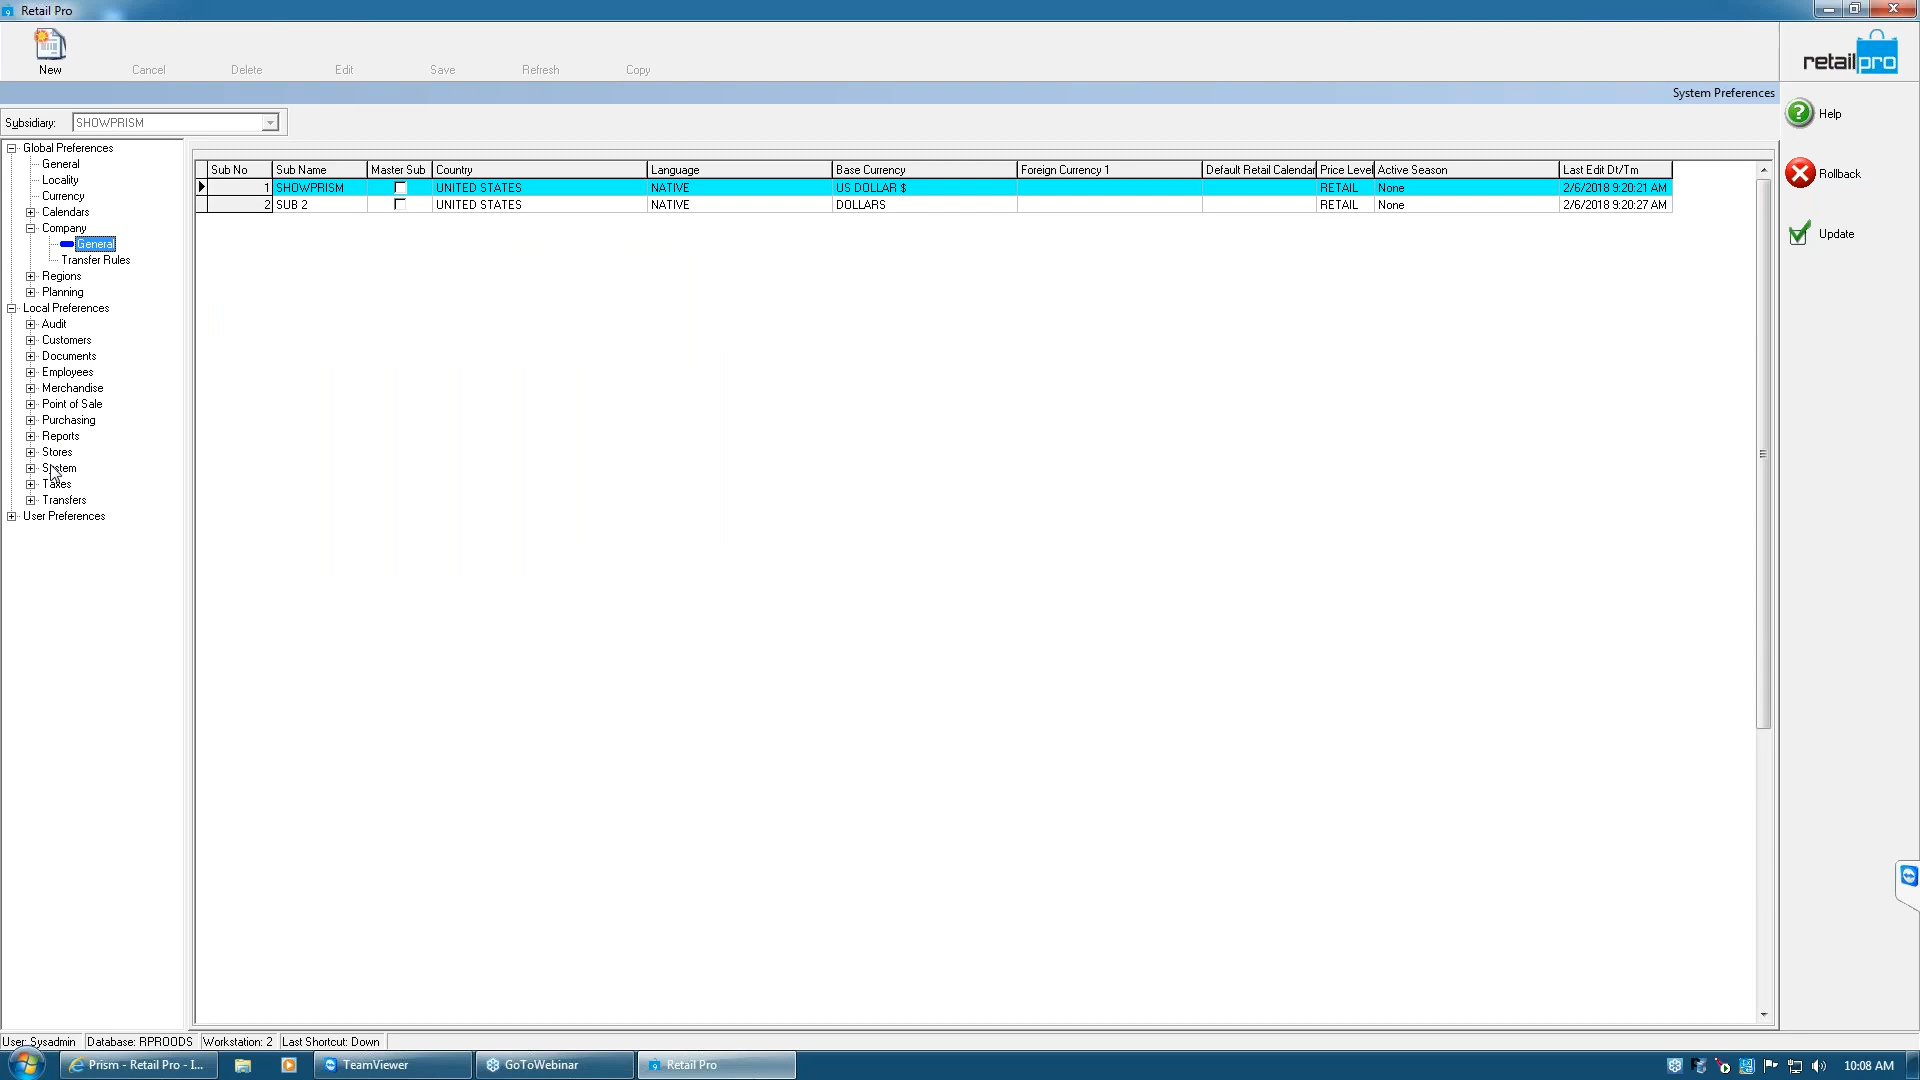 Retail Pro
New Cancel Delete Edit Save Refresh Copy
retailpro
System Preferences
Subsidiary: SHOWPRISM
Help
Rollback
Update
Global Preferences
General
Locality
Currency
Calendars
Company
General
Transfer Rules
Regions
Planning
Local Preferences
Audit
Customers
Documents
Employees
Merchandise
Point of Sale
Purchasing
Reports
Stores
System
Taxes
Transfers
User Preferences
Sub No Sub Name Master Sub Country Language Base Currency Foreign Currency 1 Default Retail Calendar Price Level Active Season Last Edit Dt/Tm
1 SHOWPRISM UNITED STATES NATIVE US DOLLAR $ RETAIL None 2/6/2018 9:20:21 AM
2 SUB 2 UNITED STATES NATIVE DOLLARS RETAIL None 2/6/2018 9:20:27 AM
User: Sysadmin Database: RPROODS Workstation: 2 Last Shortcut: Down
Prism - Retail Pro - I... TeamViewer GoToWebinar Retail Pro 10:08 AM